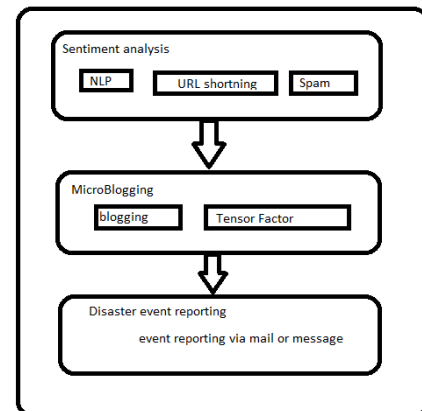 Sentiment analysis
NLP URL shortning Spam
MicroBlogging
blogging Tensor Factor
Disaster event reporting
event reporting via mail or message